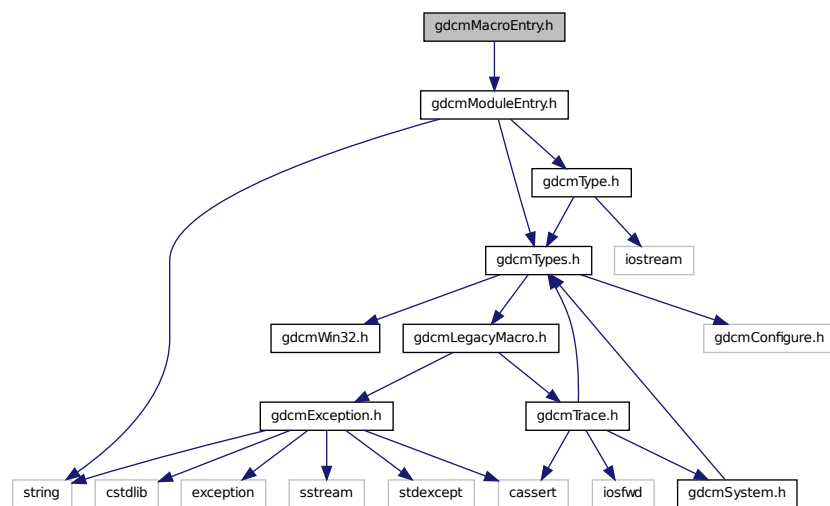 gdcmMacroEntry.h
gdcmModuleEntry.h
gdcmType.h
gdcmTypes.h
iostream
gdcmWin32.h
gdcmLegacyMacro.h
gdcmConfigure.h
gdcmException.h
gdcmTrace.h
string
cstdlib
exception
sstream
stdexcept
cassert
iosfwd
gdcmSystem.h